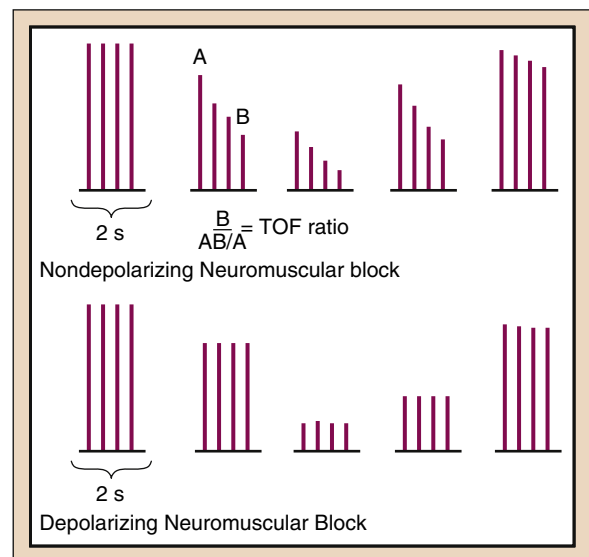 A
B
2 s
B
AB/A = TOF ratio
Nondepolarizing Neuromuscular block
2 s
Depolarizing Neuromuscular Block